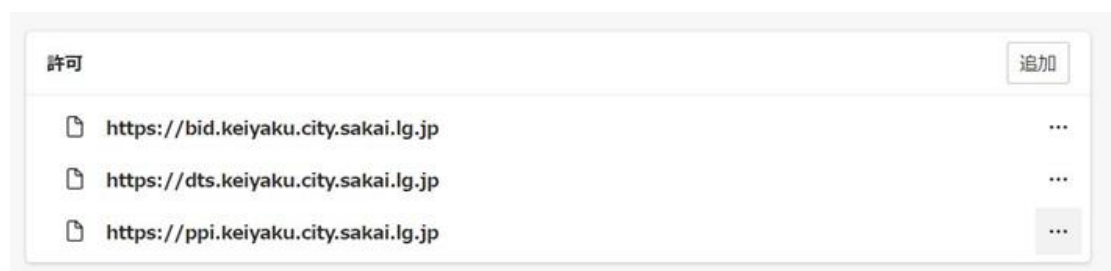 許可
追加
https://bid.keiyaku.city.sakai.lg.jp
...
https://dts.keiyaku.city.sakai.lg.jp
...
https://ppi.keiyaku.city.sakai.lg.jp
...